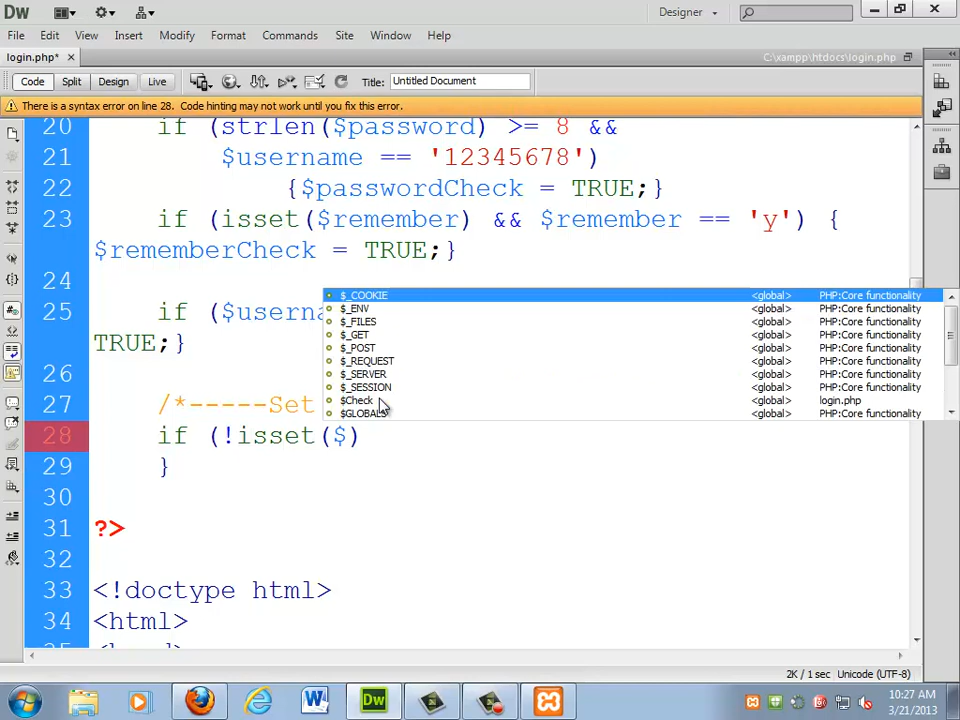 Dw
Designer
File Edit View Insert Modify Format Commands Site Window Help
login.php* C:\xampp\htdocs\login.php
Code Split Design Live Title: Untitled Document
There is a syntax error on line 28. Code hinting may not work until you fix this error.
20 if (strlen($password) >= 8 &&
21 $username == '12345678')
22 {$passwordCheck = TRUE;}
23 if (isset($remember) && $remember == 'y') {
$rememberCheck = TRUE;}
24
25 if ($userna
TRUE;}
26
27 /*-----Set
28 if (!isset($)
29 }
30
31 ?>
32
33 <!doctype html>
34 <html>
$_COOKIE <global> PHP:Core functionality
$_ENV <global> PHP:Core functionality
$_FILES <global> PHP:Core functionality
$_GET <global> PHP:Core functionality
$_POST <global> PHP:Core functionality
$_REQUEST <global> PHP:Core functionality
$_SERVER <global> PHP:Core functionality
$_SESSION <global> PHP:Core functionality
$Check <global> login.php
$GLOBALS <global> PHP:Core functionality
2K / 1 sec Unicode (UTF-8)
10:27 AM
3/21/2013